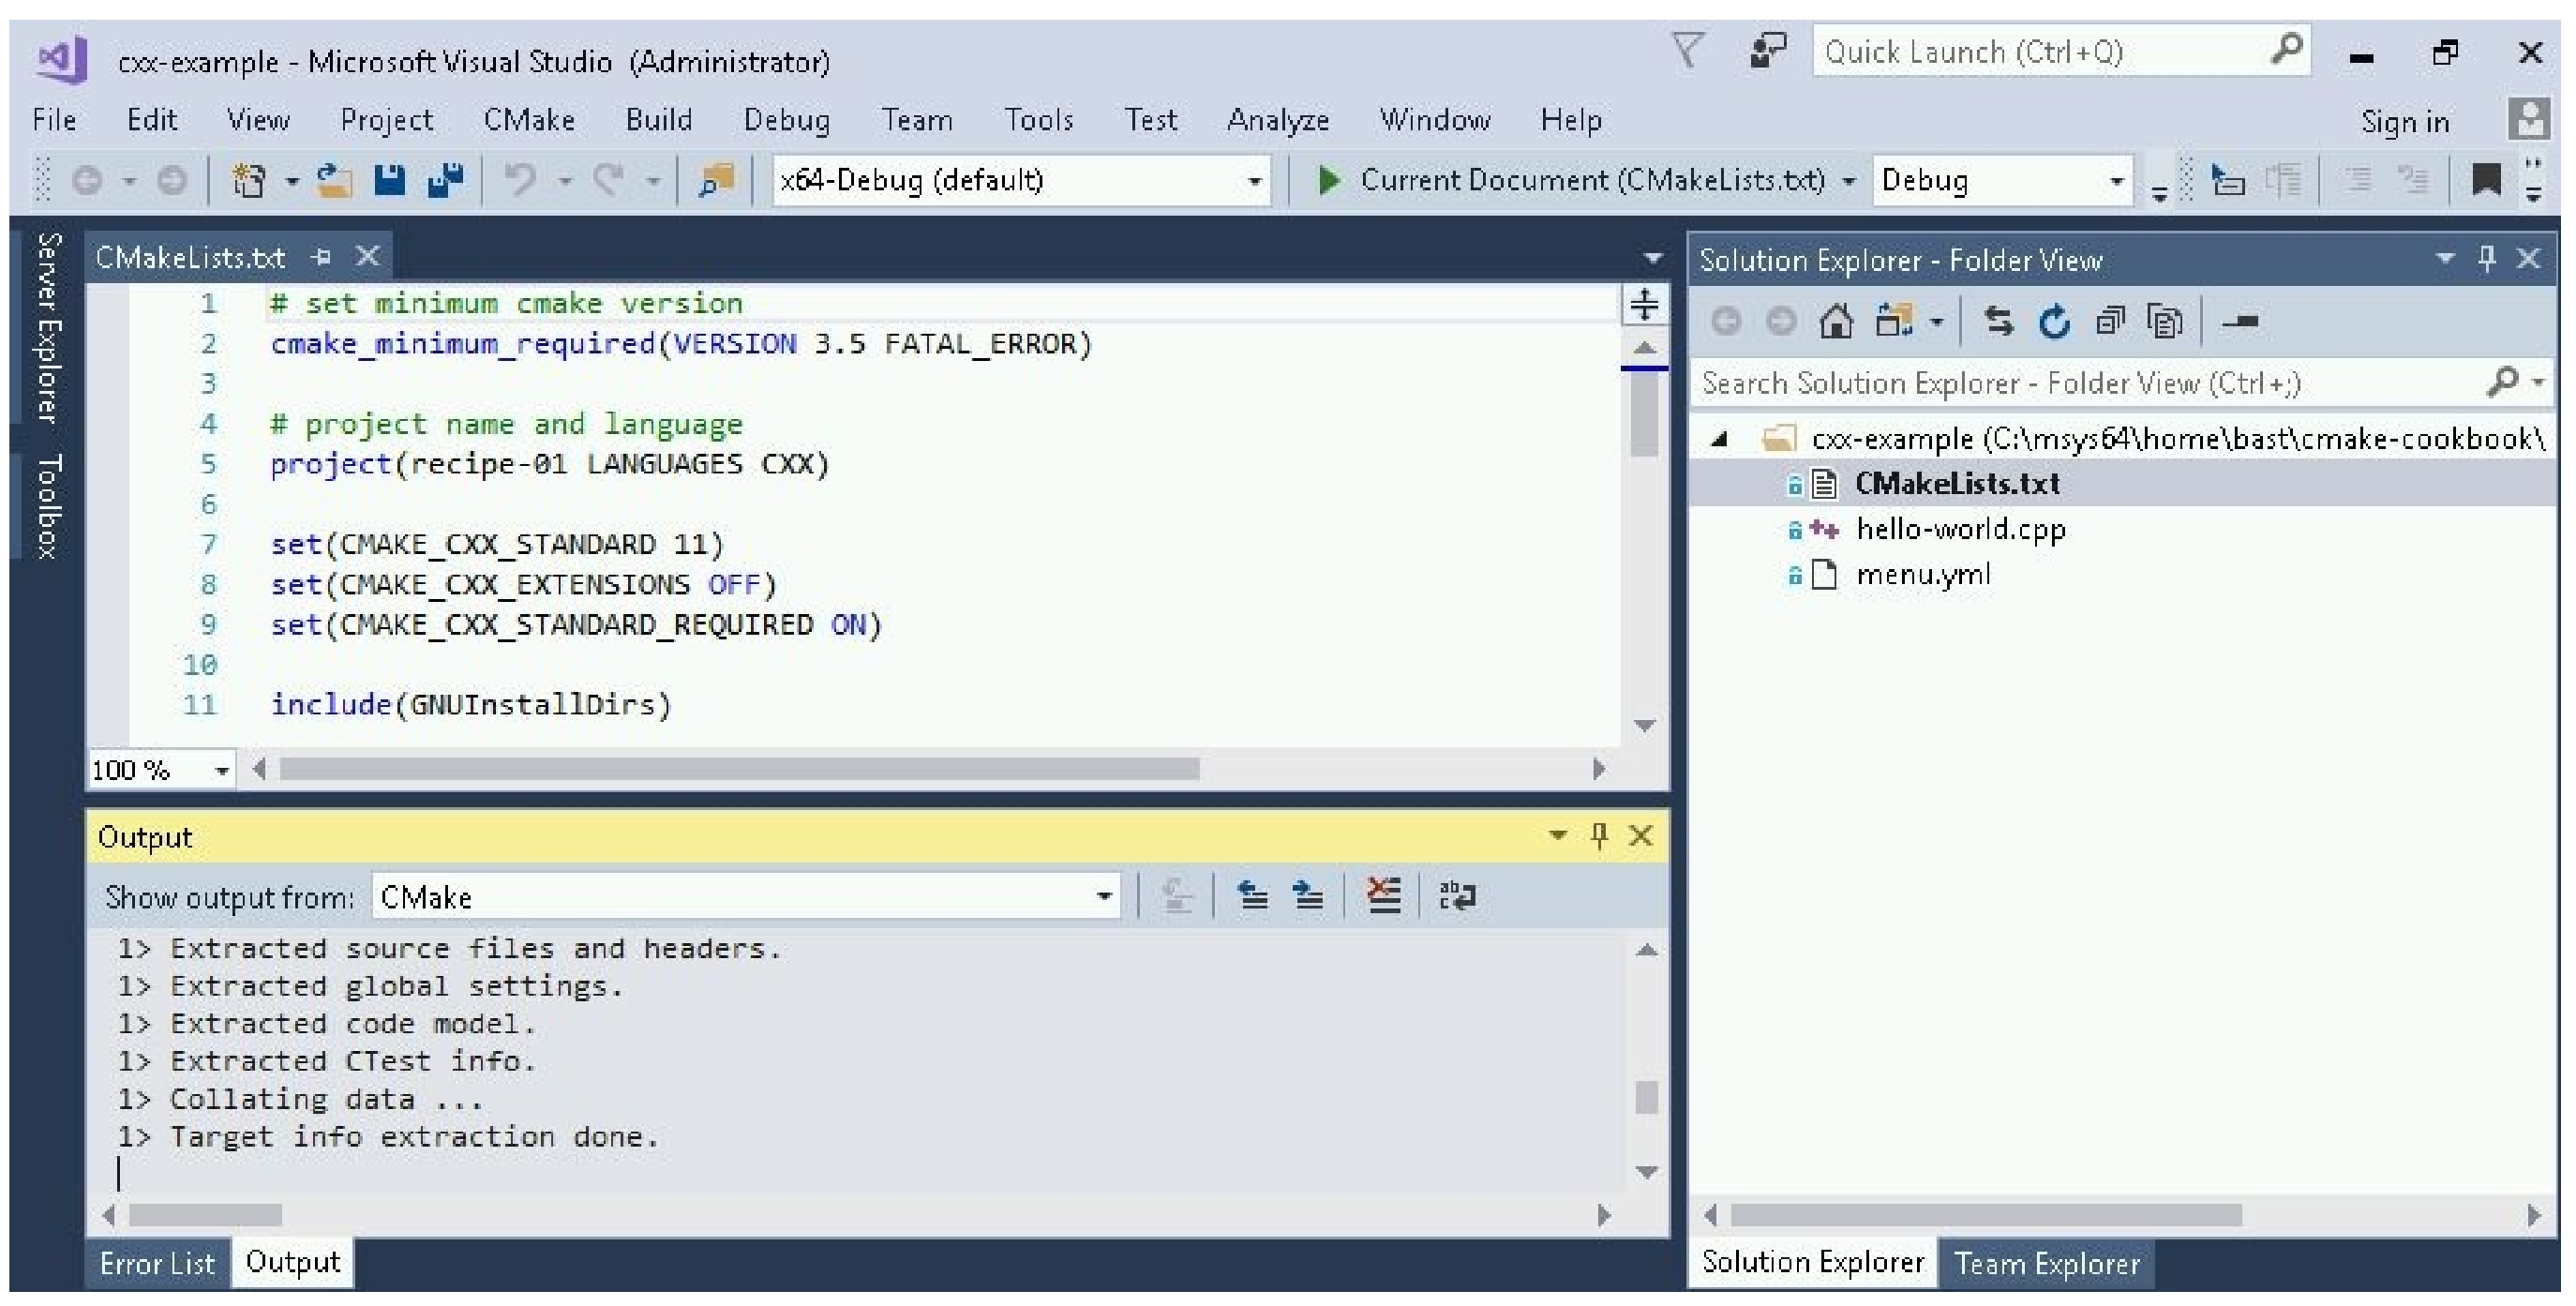 cxx-example - Microsoft Visual Studio (Administrator)
Quick Launch (Ctrl+Q)
File Edit View Project CMake Build Debug Team Tools Test Analyze Window Help
Sign in
x64-Debug (default)
Current Document (CMakeLists.txt)
Debug
Server Explorer
Toolbox
CMakeLists.txt
1 # set minimum cmake version
2 cmake_minimum_required(VERSION 3.5 FATAL_ERROR)
3
4 # project name and language
5 project(recipe-01 LANGUAGES CXX)
6
7 set(CMAKE_CXX_STANDARD 11)
8 set(CMAKE_CXX_EXTENSIONS OFF)
9 set(CMAKE_CXX_STANDARD_REQUIRED ON)
10
11 include(GNUInstallDirs)
100 %
Output
Show output from: CMake
1> Extracted source files and headers.
1> Extracted global settings.
1> Extracted code model.
1> Extracted CTest info.
1> Collating data ...
1> Target info extraction done.
Error List Output
Solution Explorer - Folder View
Search Solution Explorer - Folder View (Ctrl+;)
cxx-example (C:\msys64\home\bast\cmake-cookbook\
CMakeLists.txt
hello-world.cpp
menu.yml
Solution Explorer Team Explorer